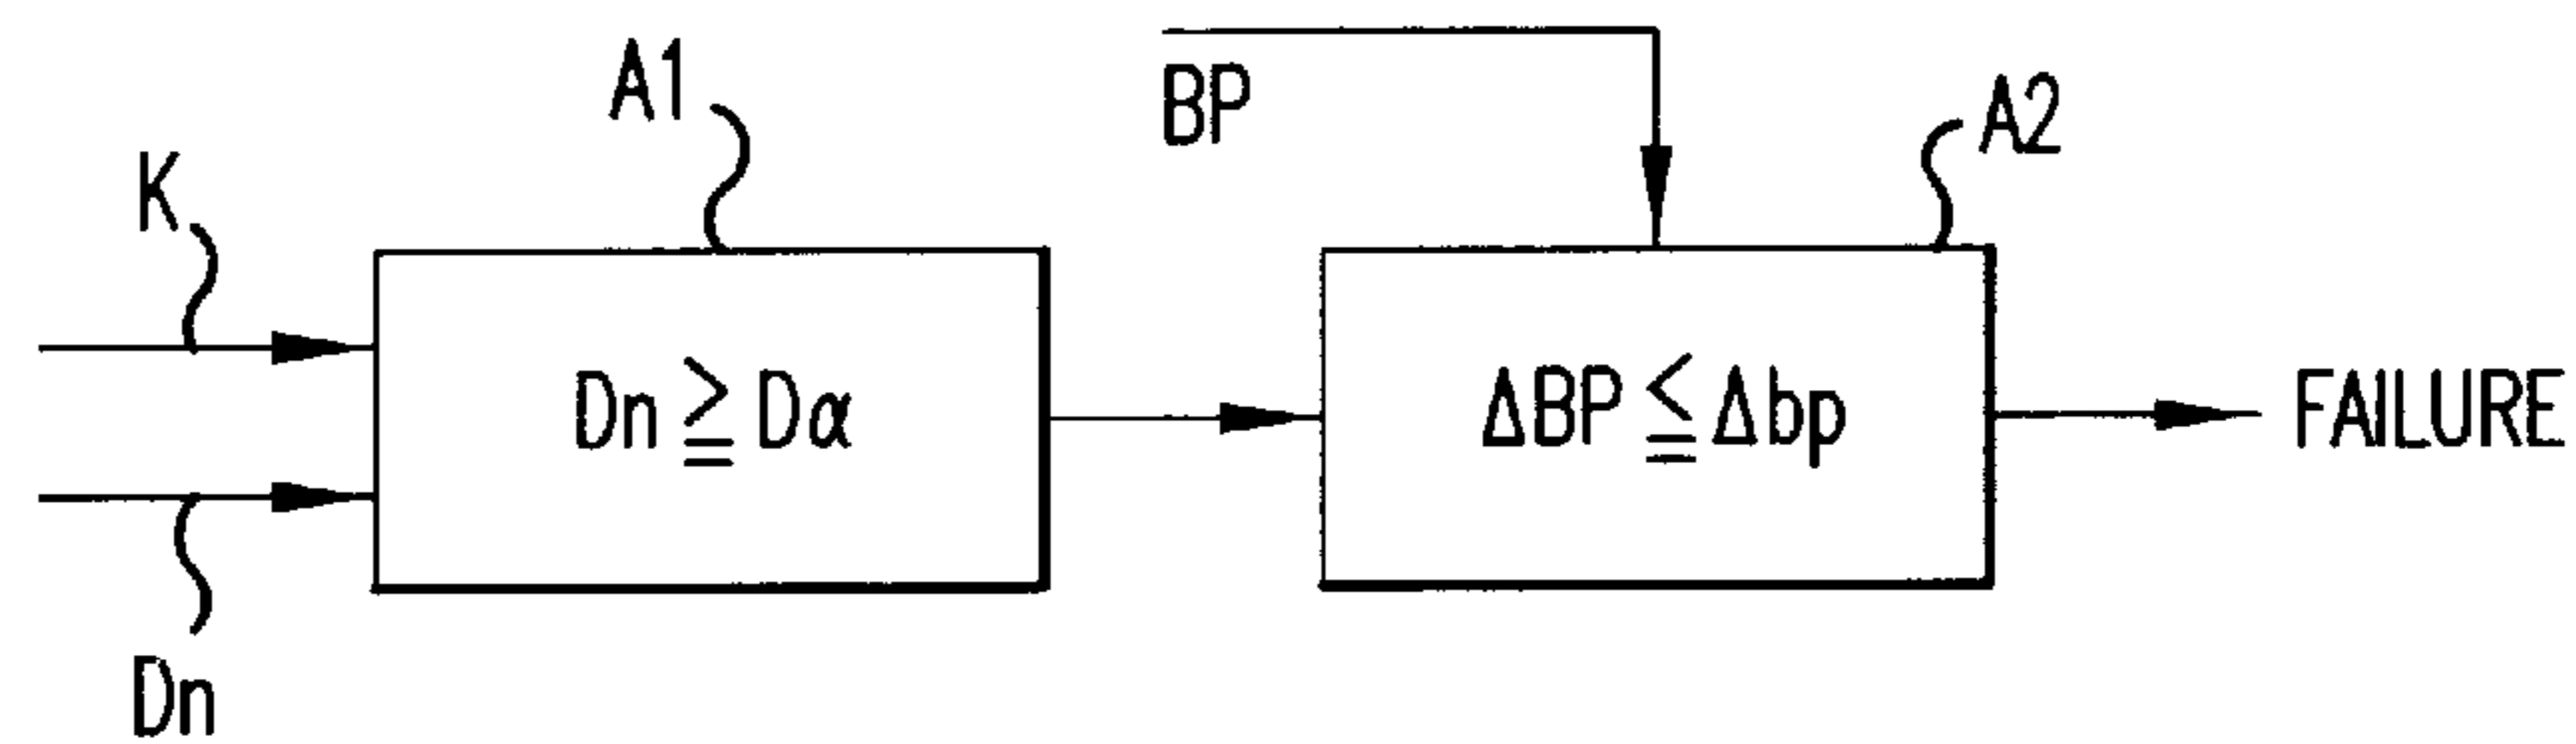 A1
BP
A2
K
Dn ≧ Dα
ΔBP ≦ Δbp
FAILURE
Dn